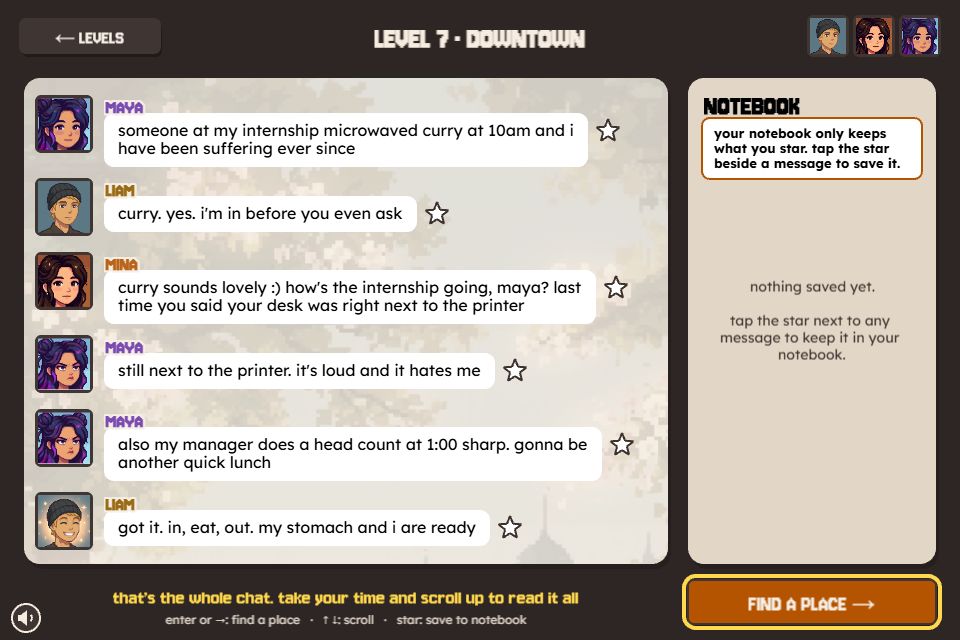 ← LEVELS
LEVEL 7 · DOWNTOWN
MAYA
someone at my internship microwaved curry at 10am and i
have been suffering ever since
LIAM
curry. yes. i'm in before you even ask
MINA
curry sounds lovely :) how's the internship going, maya? last
time you said your desk was right next to the printer
MAYA
still next to the printer. it's loud and it hates me
MAYA
also my manager does a head count at 1:00 sharp. gonna be
another quick lunch
LIAM
got it. in, eat, out. my stomach and i are ready
NOTEBOOK
your notebook only keeps
what you star. tap the star
beside a message to save it.
nothing saved yet.
tap the star next to any
message to keep it in your
notebook.
that's the whole chat. take your time and scroll up to read it all
enter or →: find a place · ↑ ↓: scroll · star: save to notebook
FIND A PLACE →